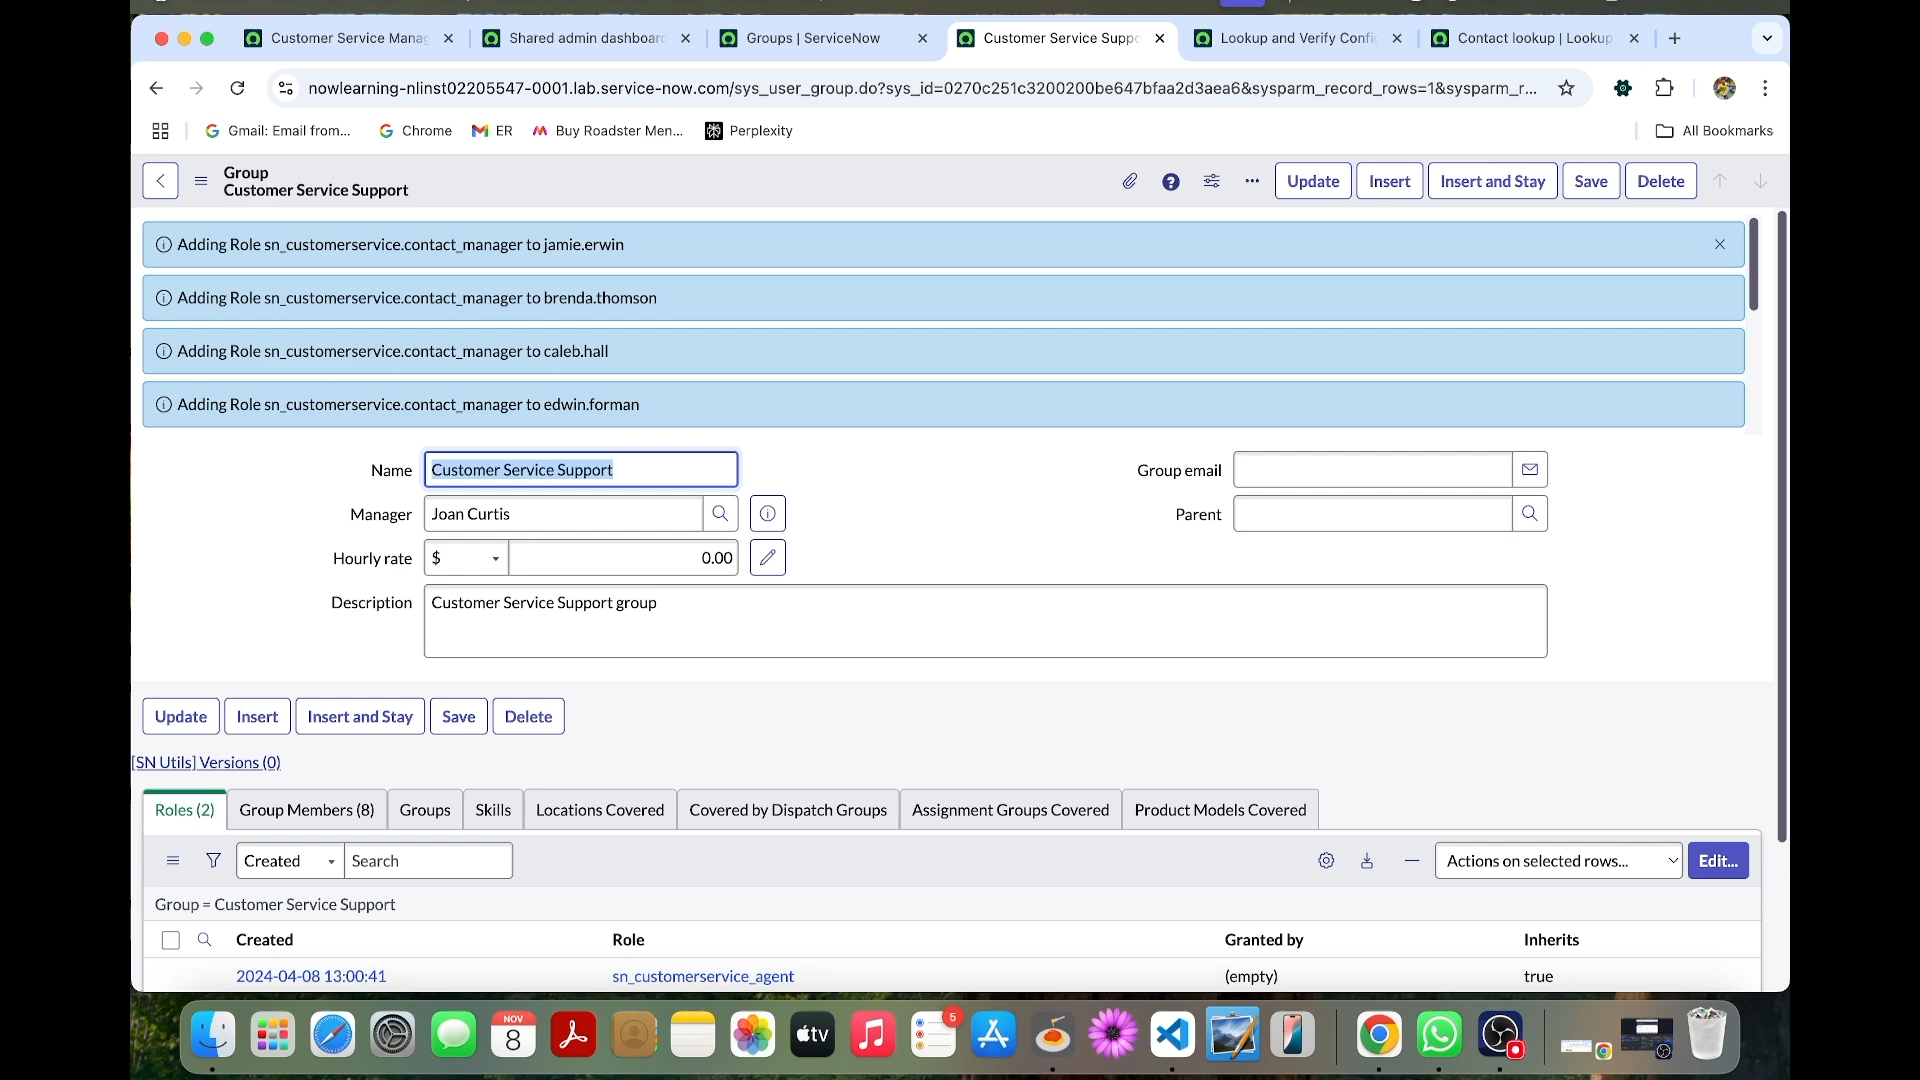 Customer Service Manag
Shared admin dashboard
Groups | ServiceNow
Customer Service Suppo
Lookup and Verify Config
Contact lookup | Lookup
nowlearning-nlinst02205547-0001.lab.service-now.com/sys_user_group.do?sys_id=0270c251c3200200be647bfaa2d3aea6&sysparm_record_rows=1&sysparm_r...
Gmail: Email from...
Chrome
ER
Buy Roadster Men...
Perplexity
All Bookmarks
Group
Customer Service Support
Update
Insert
Insert and Stay
Save
Delete
Adding Role sn_customerservice.contact_manager to jamie.erwin
Adding Role sn_customerservice.contact_manager to brenda.thomson
Adding Role sn_customerservice.contact_manager to caleb.hall
Adding Role sn_customerservice.contact_manager to edwin.forman
Name
Customer Service Support
Group email
Manager
Joan Curtis
Parent
Hourly rate
$
0.00
Description
Customer Service Support group
Update
Insert
Insert and Stay
Save
Delete
[SN Utils] Versions (0)
Roles (2)
Group Members (8)
Groups
Skills
Locations Covered
Covered by Dispatch Groups
Assignment Groups Covered
Product Models Covered
Created
Search
Actions on selected rows...
Edit...
Group = Customer Service Support
Created
Role
Granted by
Inherits
2024-04-08 13:00:41
sn_customerservice_agent
(empty)
true
NOV
8
tv
5